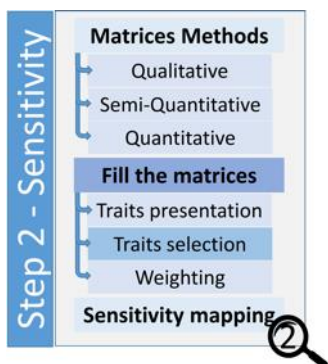 Step 2 - Sensitivity
Matrices Methods
Qualitative
Semi-Quantitative
Quantitative
Fill the matrices
Traits presentation
Traits selection
Weighting
Sensitivity mapping
2